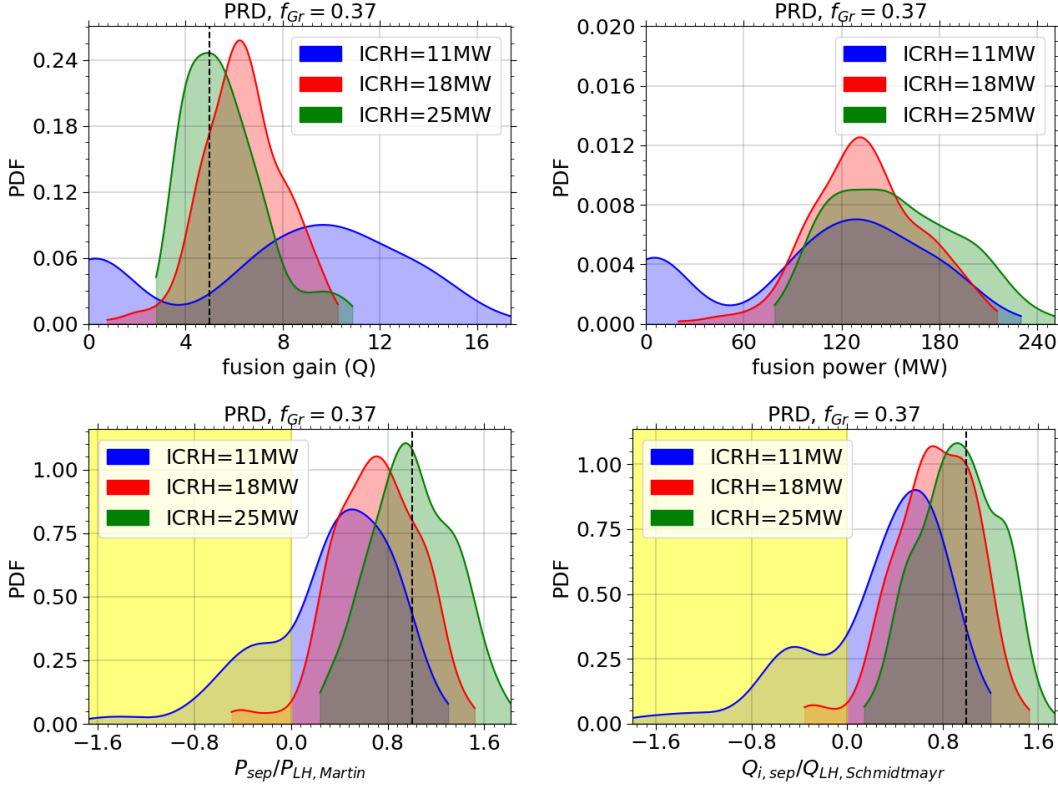 PRD, f_Gr = 0.37
ICRH=11MW
ICRH=18MW
ICRH=25MW
PDF
0.24
0.18
0.12
0.06
0.00
0 4 8 12 16
fusion gain (Q)
PRD, f_Gr = 0.37
ICRH=11MW
ICRH=18MW
ICRH=25MW
PDF
0.020
0.016
0.012
0.008
0.004
0.000
0 60 120 180 240
fusion power (MW)
PRD, f_Gr = 0.37
ICRH=11MW
ICRH=18MW
ICRH=25MW
PDF
1.00
0.75
0.50
0.25
0.00
−1.6 −0.8 0.0 0.8 1.6
P_sep/P_LH, Martin
PRD, f_Gr = 0.37
ICRH=11MW
ICRH=18MW
ICRH=25MW
PDF
1.00
0.75
0.50
0.25
0.00
−1.6 −0.8 0.0 0.8 1.6
Q_i, sep/Q_LH, Schmidtmayr